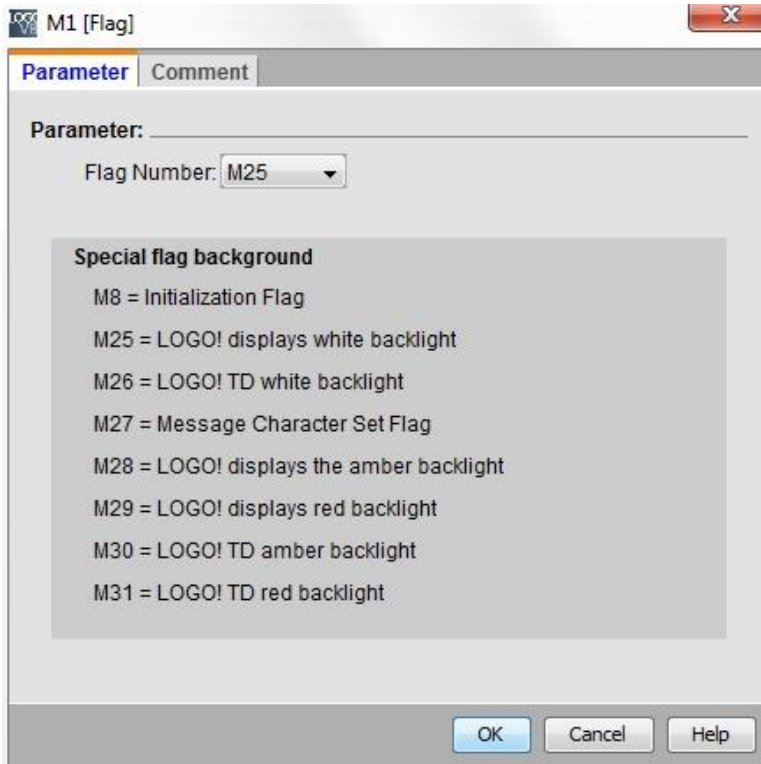 M1 [Flag]
Parameter Comment
Parameter:
Flag Number: M25
Special flag background
M8 = Initialization Flag
M25 = LOGO! displays white backlight
M26 = LOGO! TD white backlight
M27 = Message Character Set Flag
M28 = LOGO! displays the amber backlight
M29 = LOGO! displays red backlight
M30 = LOGO! TD amber backlight
M31 = LOGO! TD red backlight
OK Cancel Help